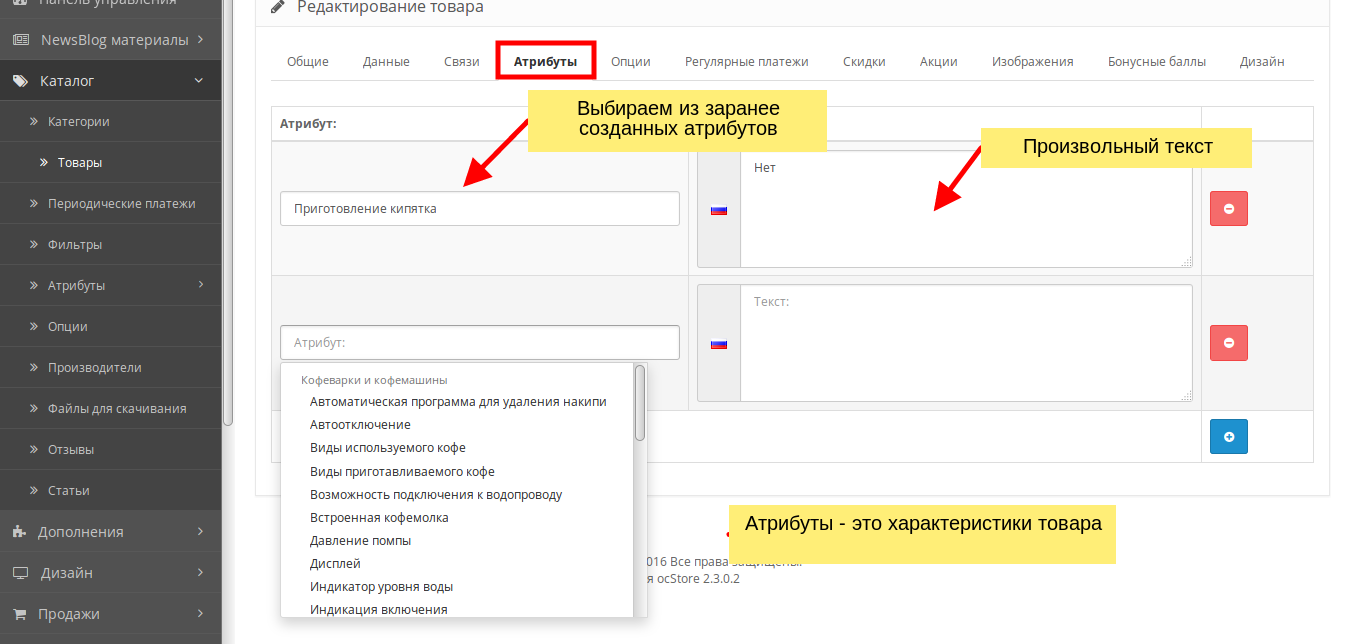 Панель управления
NewsBlog материалы
Каталог
Категории
Товары
Периодические платежи
Фильтры
Атрибуты
Опции
Производители
Файлы для скачивания
Отзывы
Статьи
Дополнения
Дизайн
Продажи
Редактирование товара
Общие
Данные
Связи
Атрибуты
Опции
Регулярные платежи
Скидки
Акции
Изображения
Бонусные баллы
Дизайн
Выбираем из заранее
созданных атрибутов
Произвольный текст
Атрибут:
Приготовление кипятка
Нет
Атрибут:
Текст:
Кофеварки и кофемашины
Автоматическая программа для удаления накипи
Автоотключение
Виды используемого кофе
Виды приготавливаемого кофе
Возможность подключения к водопроводу
Встроенная кофемолка
Давление помпы
Дисплей
Индикатор уровня воды
Индикация включения
Атрибуты - это характеристики товара
016 Все права защищены.
я ocStore 2.3.0.2